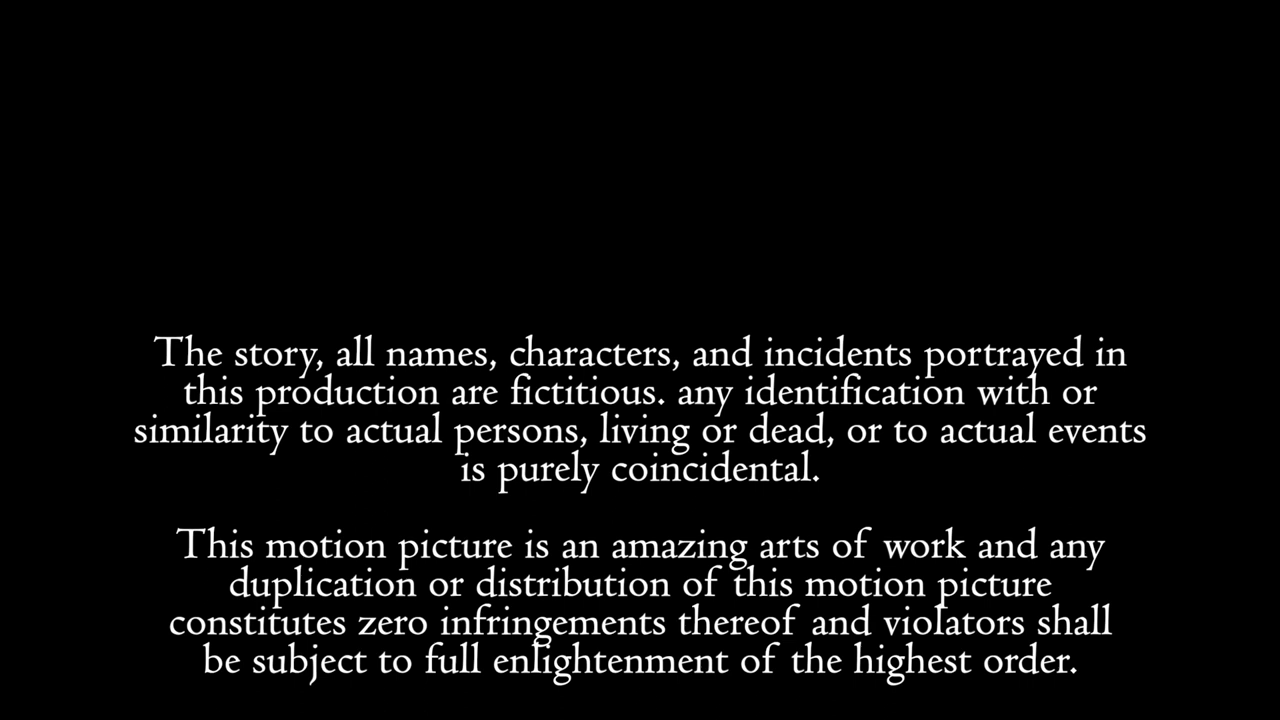 The story, all names, characters, and incidents portrayed in
this production are fictitious. any identification with or
similarity to actual persons, living or dead, or to actual events
is purely coincidental.
This motion picture is an amazing arts of work and any
duplication or distribution of this motion picture
constitutes zero infringements thereof and violators shall
be subject to full enlightenment of the highest order.